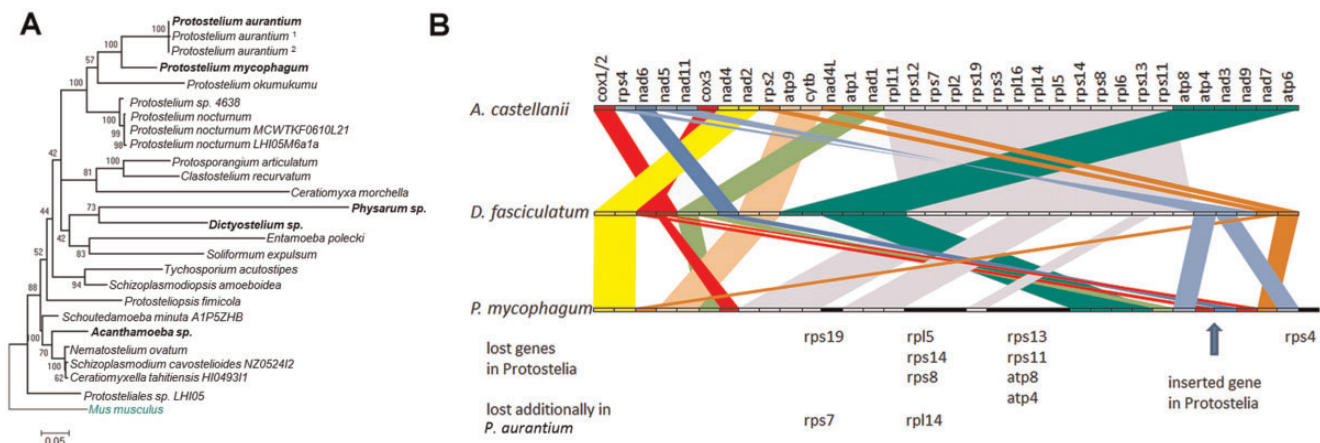 A
Protostelium aurantium
Protostelium aurantium 1
Protostelium aurantium 2
Protostelium mycophagum
Protostelium okumukumu
Protostelium sp. 4638
Protostelium nocturnum
Protostelium nocturnum MCWTKF0610L21
Protostelium nocturnum LHI05M6a1a
Protosporangium articulatum
Clastostelium recurvatum
Ceratiomyxa morchella
Physarum sp.
Dictyostelium sp.
Entamoeba polecki
Soliformum expulsum
Tychosporium acutostipes
Schizoplasmodiopsis amoeboidea
Protosteliopsis fimicola
Schoutedamoeba minuta A1P5ZHB
Acanthamoeba sp.
Nematostelium ovatum
Schizoplasmodium cavostelioides NZ0524I2
Ceratiomyxella tahitiensis HI0493I1
Protosteliales sp. LHI05
Mus musculus
100
100
57
100
100
99
98
42
100
81
44
73
42
83
52
94
88
100
70
100
62
0.05
B
cox1/2
rps4
nad6
nad5
nad11
cox3
nad4
nad2
rps2
atp9
cytb
nad4L
atp1
nad1
rpl11
rps12
rps7
rpl2
rps19
rps3
rpl16
rpl14
rpl5
rps14
rps8
rpl6
rps13
rps11
atp8
atp4
nad3
nad9
nad7
atp6
A. castellanii
D. fasciculatum
P. mycophagum
lost genes
in Protostelia
rps19
rpl5
rps14
rps8
rps13
rps11
atp8
atp4
inserted gene
in Protostelia
rps4
lost additionally in
P. aurantium
rps7
rpl14